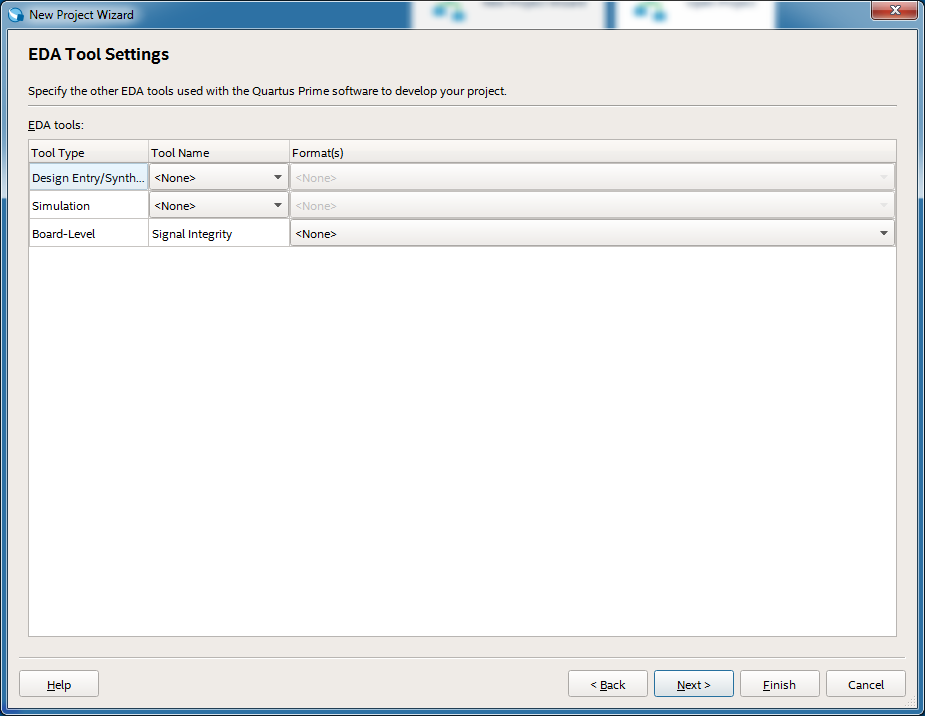 New Project Wizard
EDA Tool Settings
Specify the other EDA tools used with the Quartus Prime software to develop your project.
EDA tools:
Tool Type Tool Name Format(s)
Design Entry/Synth... <None> <None>
Simulation <None> <None>
Board-Level Signal Integrity <None>
Help < Back Next > Finish Cancel